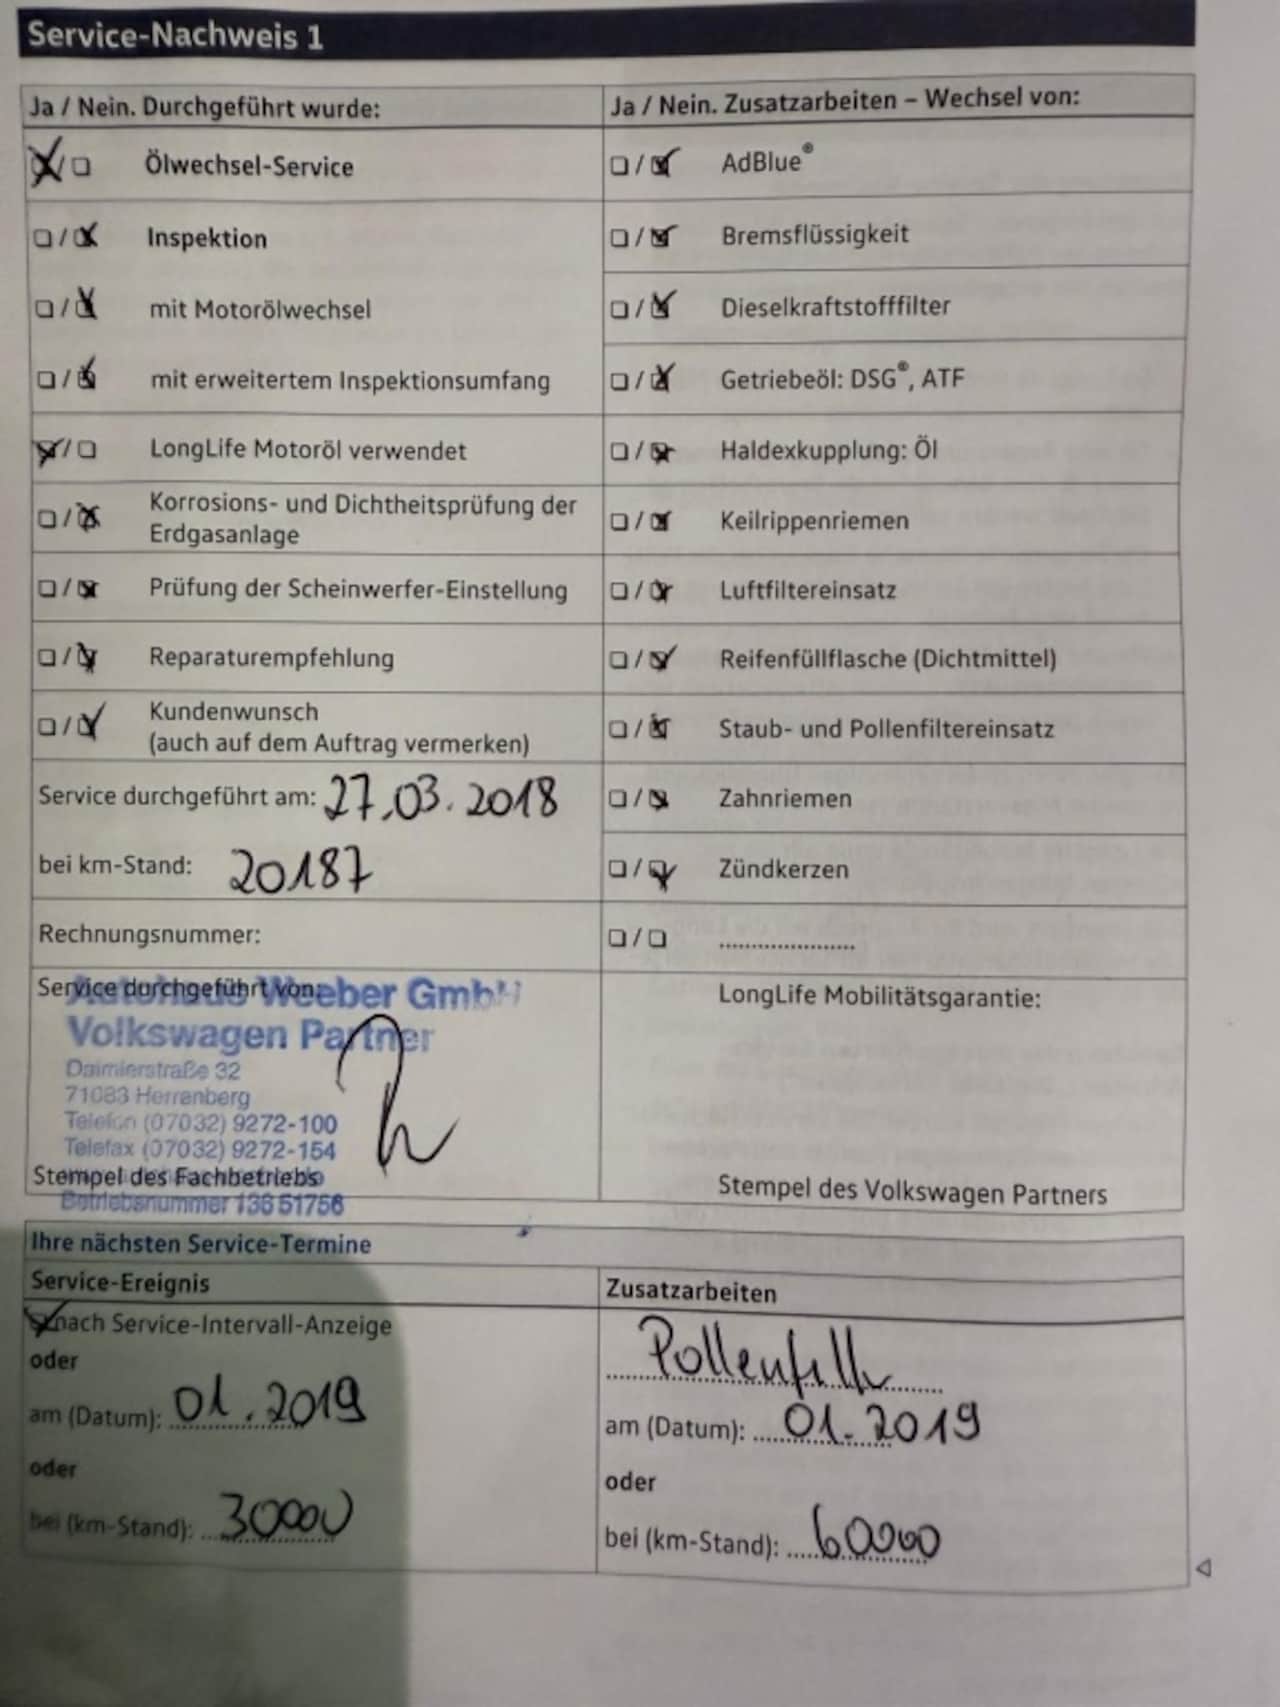 Service-Nachweis 1
Ja / Nein. Durchgeführt wurde:
☒/☐ Ölwechsel-Service
☐/☒ Inspektion
☐/☒ mit Motorölwechsel
☐/☒ mit erweitertem Inspektionsumfang
☒/☐ LongLife Motoröl verwendet
☐/☒ Korrosions- und Dichtheitsprüfung der
Erdgasanlage
☐/☒ Prüfung der Scheinwerfer-Einstellung
☐/☒ Reparaturempfehlung
☐/☒ Kundenwunsch
(auch auf dem Auftrag vermerken)
Service durchgeführt am: 27.03.2018
bei km-Stand: 20187
Rechnungsnummer:
Service durchgeführt von:
Autohaus Weeber GmbH
Volkswagen Partner
Daimlerstraße 32
71083 Herrenberg
Telefon (07032) 9272-100
Telefax (07032) 9272-154
Stempel des Fachbetriebs
Betriebsnummer 136 51756
Ja / Nein. Zusatzarbeiten – Wechsel von:
☐/☒ AdBlue®
☐/☒ Bremsflüssigkeit
☐/☒ Dieselkraftstofffilter
☐/☒ Getriebeöl: DSG®, ATF
☐/☒ Haldexkupplung: Öl
☐/☒ Keilrippenriemen
☐/☒ Luftfiltereinsatz
☐/☒ Reifenfüllflasche (Dichtmittel)
☐/☒ Staub- und Pollenfiltereinsatz
☐/☒ Zahnriemen
☐/☒ Zündkerzen
☐/☐ .....................
LongLife Mobilitätsgarantie:
Stempel des Volkswagen Partners
Ihre nächsten Service-Termine
Service-Ereignis
☒ nach Service-Intervall-Anzeige
oder
am (Datum): 01.2019
oder
bei (km-Stand): 30000
Zusatzarbeiten
am (Datum): 01.2019
oder
bei (km-Stand): 60000